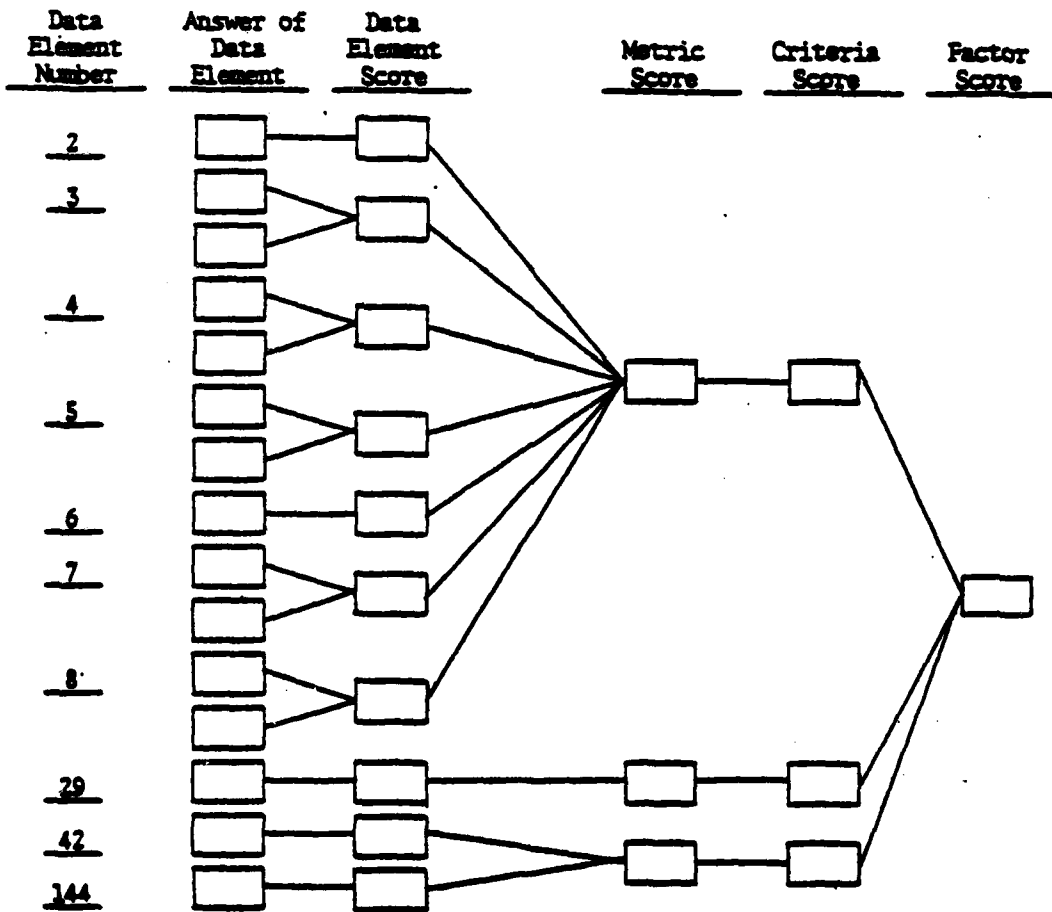 Data
Element
Number
Answer of
Data
Element
Data
Element
Score
Metric
Score
Criteria
Score
Factor
Score
2
3
4
5
6
7
8
29
42
144